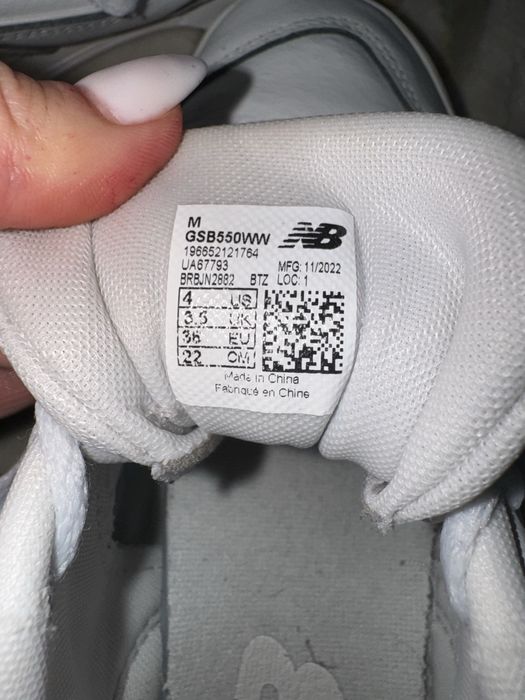 M
GSB550WW
NB
196652121764
UA67793 MFG: 11/2022
BRBJN2882 BTZ LOC: 1
4 US
3.5 UK
36 EU
22 CM
Made in China
Fabriqué en Chine